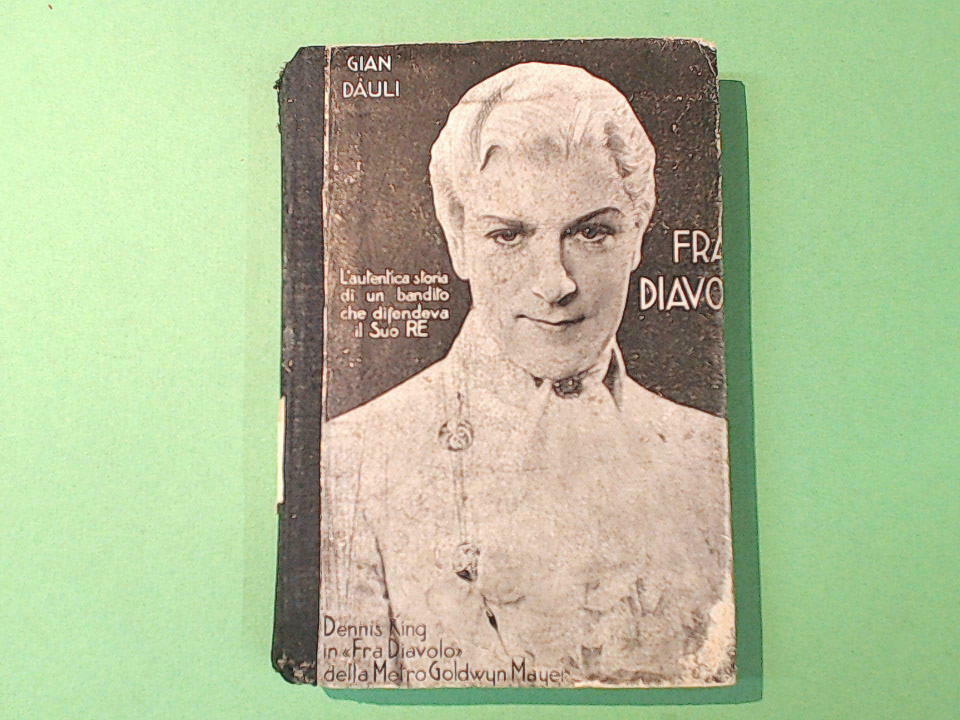 GIAN
DÀULI
FRA
DIAVO
L'autentica storia
di un bandito
che difendeva
il Suo RE
Dennis King
in «Fra Diavolo»
della Metro Goldwyn Mayer